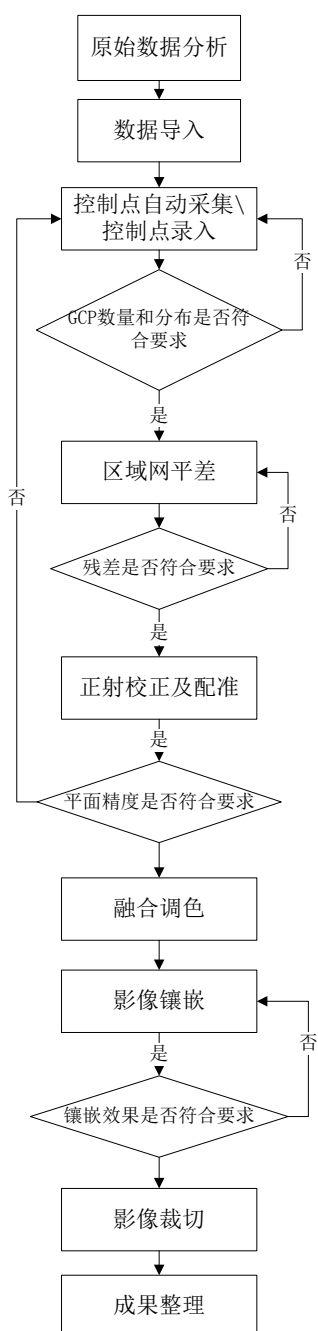 原始数据分析
数据导入
控制点自动采集\
控制点录入
否
GCP数量和分布是否符
合要求
是
区域网平差
否
否
残差是否符合要求
是
正射校正及配准
是
平面精度是否符合要求
融合调色
影像镶嵌
否
是
镶嵌效果是否符合要求
影像裁切
成果整理